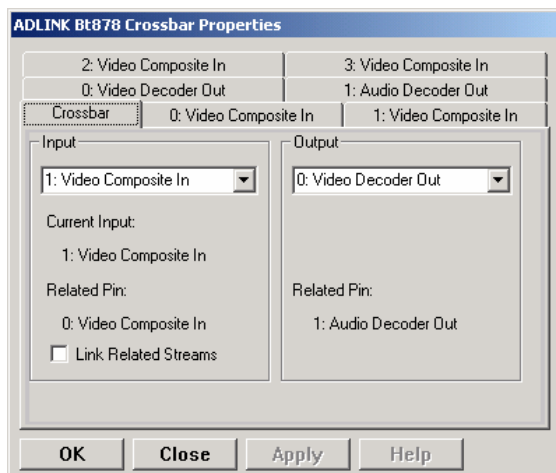 ADLINK Bt878 Crossbar Properties
2: Video Composite In
3: Video Composite In
0: Video Decoder Out
1: Audio Decoder Out
Crossbar
0: Video Composite In
1: Video Composite In
Input
1: Video Composite In
Current Input:
1: Video Composite In
Related Pin:
0: Video Composite In
Link Related Streams
Output
0: Video Decoder Out
Related Pin:
1: Audio Decoder Out
OK
Close
Apply
Help